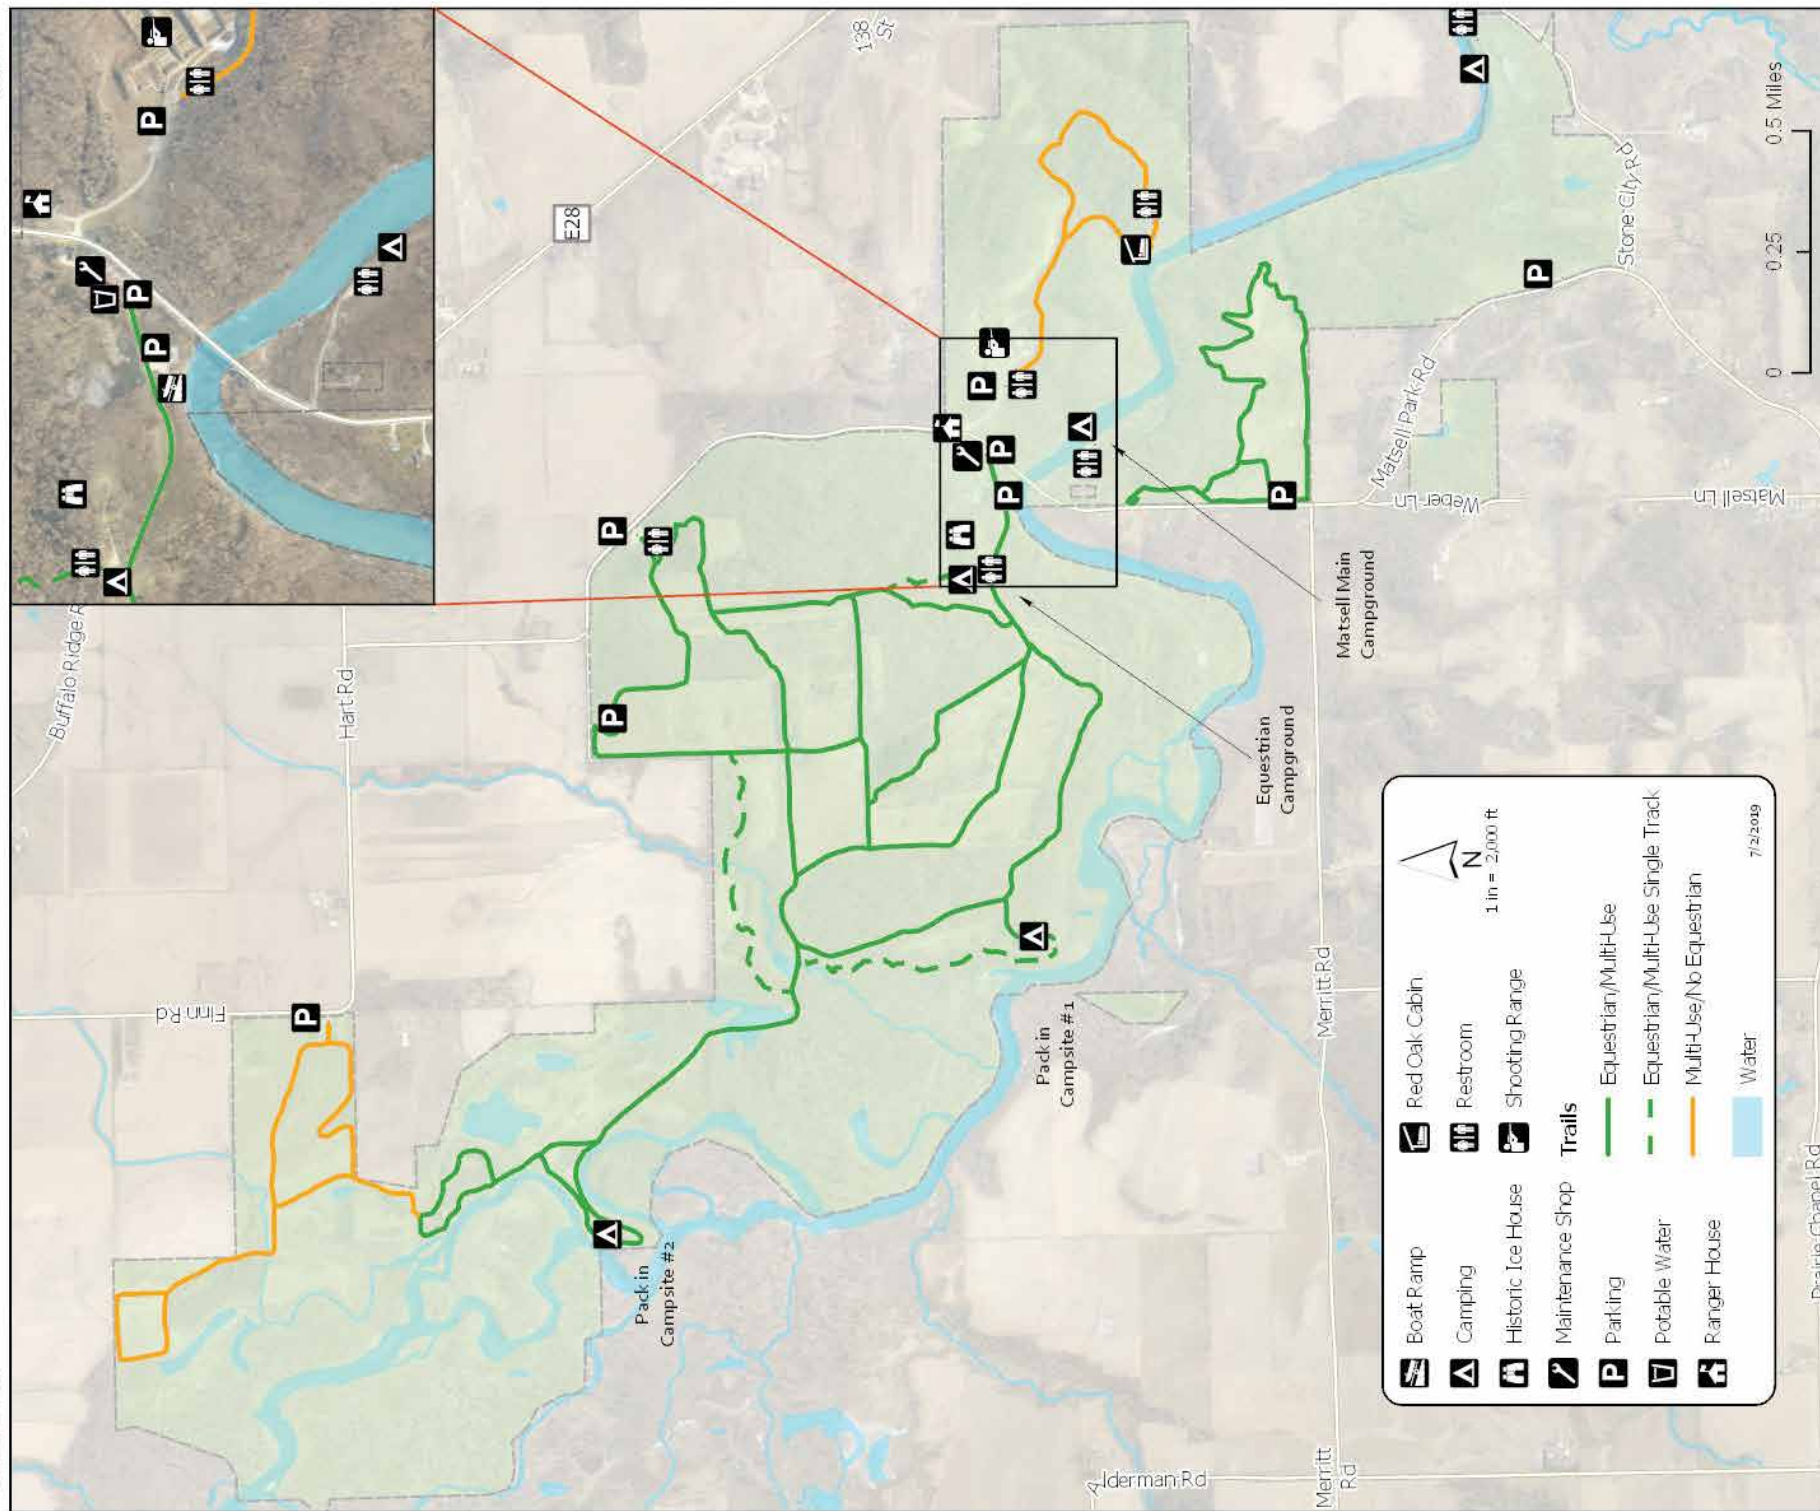 Buffalo Ridge R
Hart Rd
Finn Rd
E28
138
St
Pack in
Campsite #2
Pack in
Campsite #1
Equestrian
Campground
Matsell Main
Campground
Matsell Park Rd
Weber Ln
Matsell Ln
Stone City Rd
Merritt Rd
Merritt
Rd
Alderman Rd
Prairie Chapel Rd
Boat Ramp
Camping
Historic Ice House
Maintenance Shop
Parking
Potable Water
Ranger House
Red Oak Cabin
Restroom
Shooting Range
Trails
Equestrian/Multi-Use
Equestrian/Multi-Use Single Track
Multi-Use/No Equestrian
Water
N
1 in = 2,000 ft
7/2/2019
0 0.25 0.5 Miles